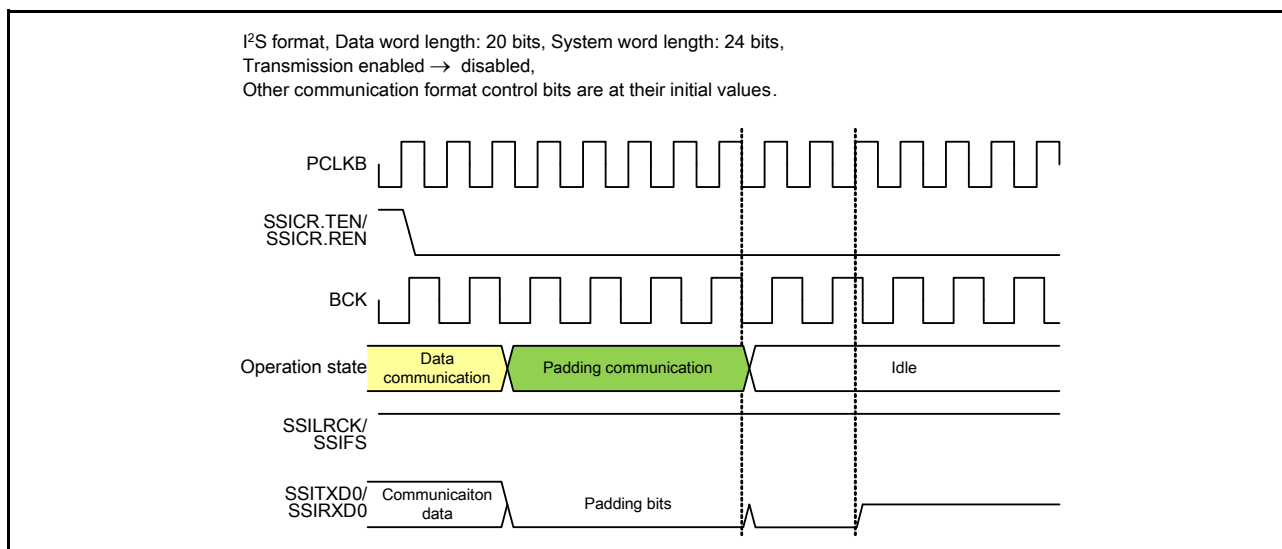 I²S format, Data word length: 20 bits, System word length: 24 bits,
Transmission enabled → disabled,
Other communication format control bits are at their initial values.
PCLKB
SSICR.TEN/
SSICR.REN
BCK
Operation state
Data
communication
Padding communication
Idle
SSILRCK/
SSIFS
SSITXD0/
SSIRXD0
Communicaiton
data
Padding bits